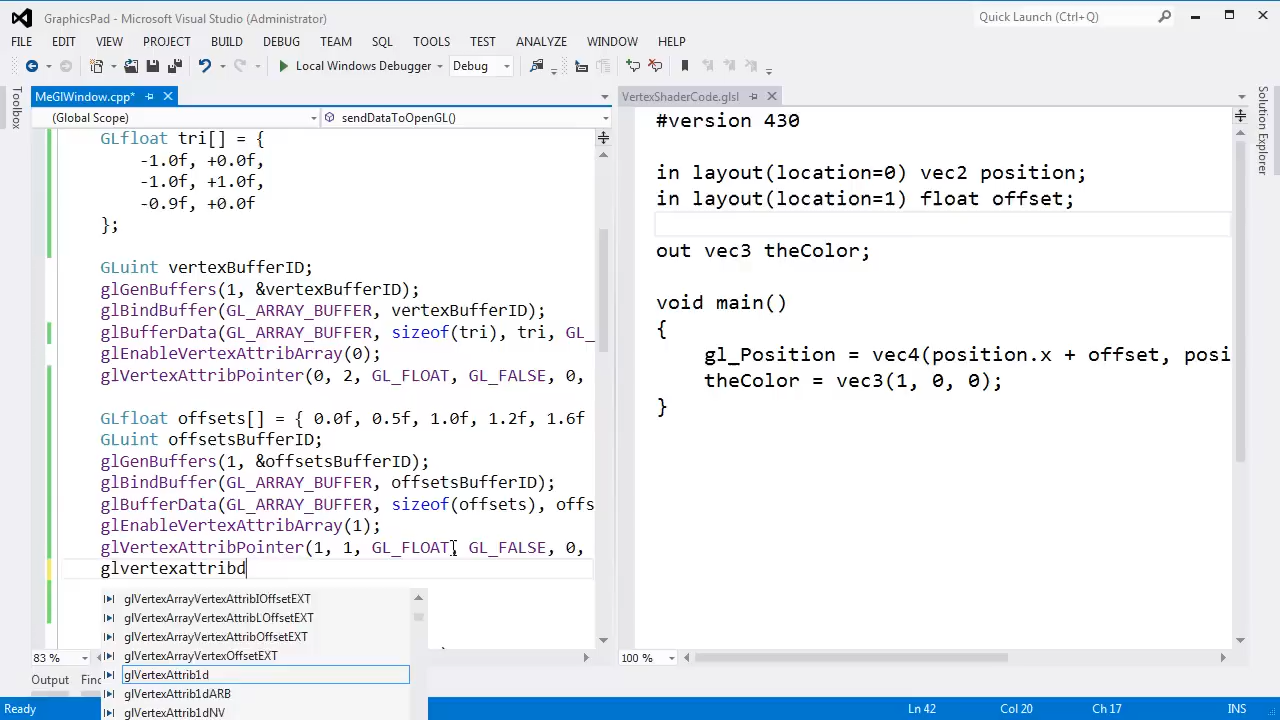 GraphicsPad - Microsoft Visual Studio (Administrator)
Quick Launch (Ctrl+Q)
FILE EDIT VIEW PROJECT BUILD DEBUG TEAM SQL TOOLS TEST ANALYZE WINDOW HELP
Local Windows Debugger Debug
Toolbox
MeGlWindow.cpp*
(Global Scope) sendDataToOpenGL()
GLfloat tri[] = {
-1.0f, +0.0f,
-1.0f, +1.0f,
-0.9f, +0.0f
};
GLuint vertexBufferID;
glGenBuffers(1, &vertexBufferID);
glBindBuffer(GL_ARRAY_BUFFER, vertexBufferID);
glBufferData(GL_ARRAY_BUFFER, sizeof(tri), tri, GL_
glEnableVertexAttribArray(0);
glVertexAttribPointer(0, 2, GL_FLOAT, GL_FALSE, 0,
GLfloat offsets[] = { 0.0f, 0.5f, 1.0f, 1.2f, 1.6f
GLuint offsetsBufferID;
glGenBuffers(1, &offsetsBufferID);
glBindBuffer(GL_ARRAY_BUFFER, offsetsBufferID);
glBufferData(GL_ARRAY_BUFFER, sizeof(offsets), offs
glEnableVertexAttribArray(1);
glVertexAttribPointer(1, 1, GL_FLOAT, GL_FALSE, 0,
glvertexattribd
glVertexArrayVertexAttribIOffsetEXT
glVertexArrayVertexAttribLOffsetEXT
glVertexArrayVertexAttribOffsetEXT
glVertexArrayVertexOffsetEXT
glVertexAttrib1d
glVertexAttrib1dARB
glVertexAttrib1dNV
83 %
Output Find
VertexShaderCode.glsl
#version 430
in layout(location=0) vec2 position;
in layout(location=1) float offset;
out vec3 theColor;
void main()
{
gl_Position = vec4(position.x + offset, posi
theColor = vec3(1, 0, 0);
}
100 %
Solution Explorer
Ready Ln 42 Col 20 Ch 17 INS